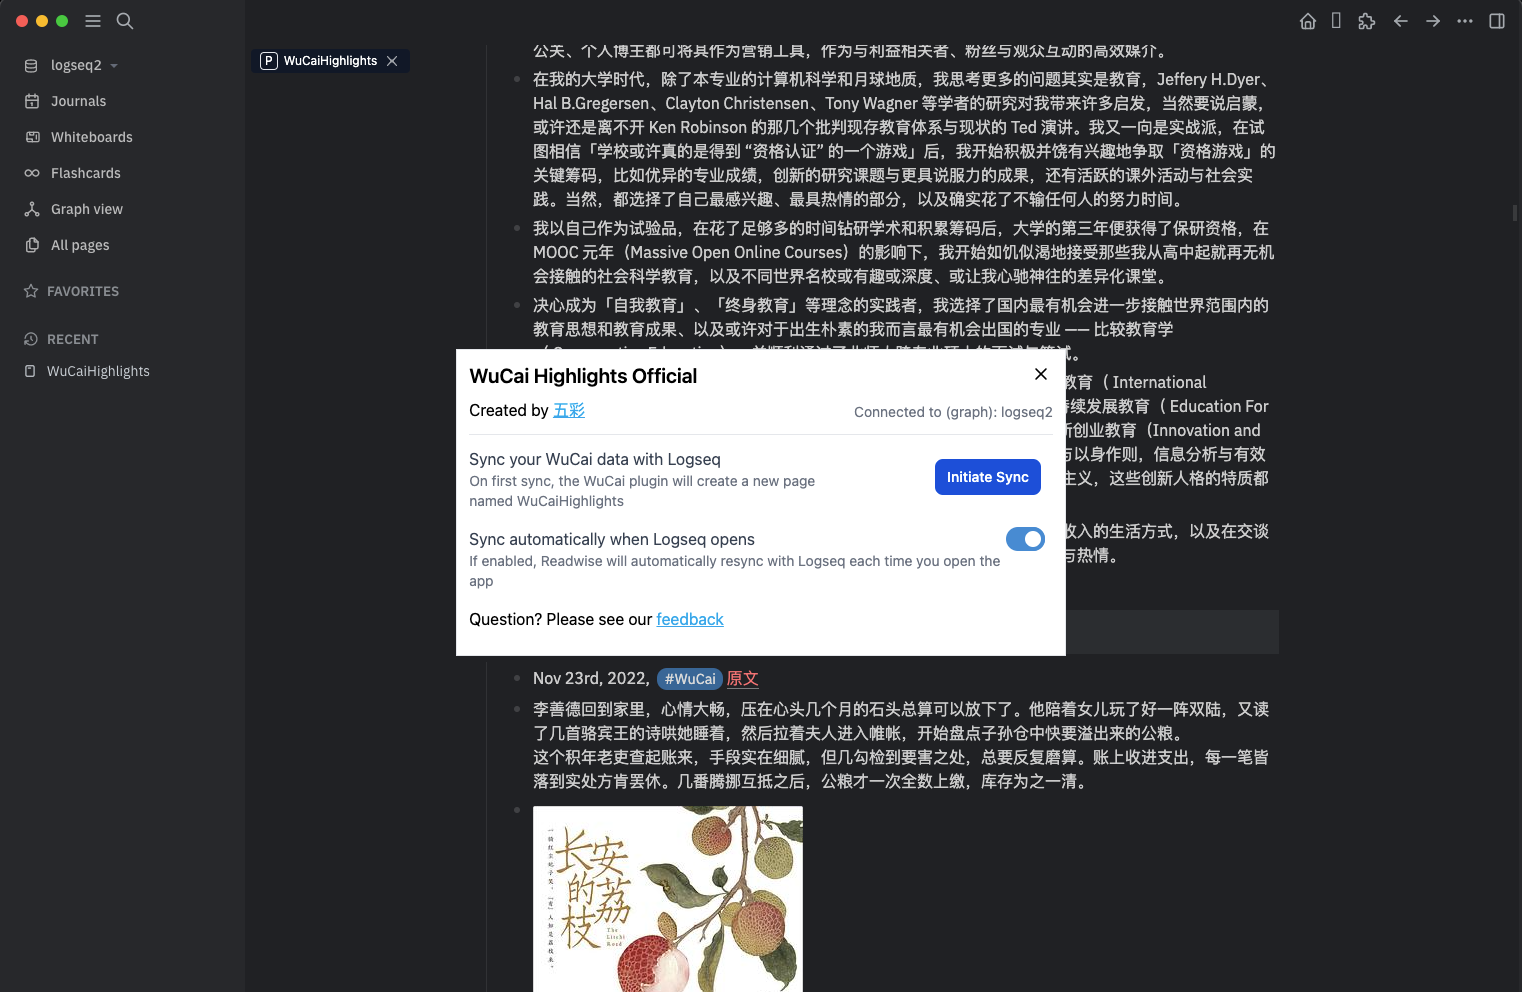 logseq2
Journals
Whiteboards
Flashcards
Graph view
All pages
FAVORITES
RECENT
WuCaiHighlights
P WuCaiHighlights
公关、个人博主都可将其作为营销工具，作为与利益相关者、粉丝与观众互动的高效媒介。
在我的大学时代，除了本专业的计算机科学和月球地质，我思考更多的问题其实是教育，Jeffery H.Dyer、
Hal B.Gregersen、Clayton Christensen、Tony Wagner 等学者的研究对我带来许多启发，当然要说启蒙，
或许还是离不开 Ken Robinson 的那几个批判现存教育体系与现状的 Ted 演讲。我又一向是实战派，在试
图相信「学校或许真的是得到 “资格认证” 的一个游戏」后，我开始积极并饶有兴趣地争取「资格游戏」的
关键筹码，比如优异的专业成绩，创新的研究课题与更具说服力的成果，还有活跃的课外活动与社会实
践。当然，都选择了自己最感兴趣、最具热情的部分，以及确实花了不输任何人的努力时间。
我以自己作为试验品，在花了足够多的时间钻研学术和积累筹码后，大学的第三年便获得了保研资格，在
MOOC 元年（Massive Open Online Courses）的影响下，我开始如饥似渴地接受那些我从高中起就再无机
会接触的社会科学教育，以及不同世界名校或有趣或深度、或让我心驰神往的差异化课堂。
决心成为「自我教育」、「终身教育」等理念的实践者，我选择了国内最有机会进一步接触世界范围内的
教育思想和教育成果、以及或许对于出生朴素的我而言最有机会出国的专业 —— 比较教育学
教育（ International
续发展教育（ Education For
创业教育（Innovation and
与以身作则，信息分析与有效
主义，这些创新人格的特质都
收入的生活方式，以及在交谈
与热情。
WuCai Highlights Official
Created by 五彩
Connected to (graph): logseq2
Sync your WuCai data with Logseq
On first sync, the WuCai plugin will create a new page
named WuCaiHighlights
Initiate Sync
Sync automatically when Logseq opens
If enabled, Readwise will automatically resync with Logseq each time you open the
app
Question? Please see our feedback
Nov 23rd, 2022, #WuCai 原文
李善德回到家里，心情大畅，压在心头几个月的石头总算可以放下了。他陪着女儿玩了好一阵双陆，又读
了几首骆宾王的诗哄她睡着，然后拉着夫人进入帷帐，开始盘点子孙仓中快要溢出来的公粮。
这个积年老吏查起账来，手段实在细腻，但几勾检到要害之处，总要反复磨算。账上收进支出，每一笔皆
落到实处方肯罢休。几番腾挪互抵之后，公粮才一次全数上缴，库存为之一清。
长安的荔枝
The Litchi Road